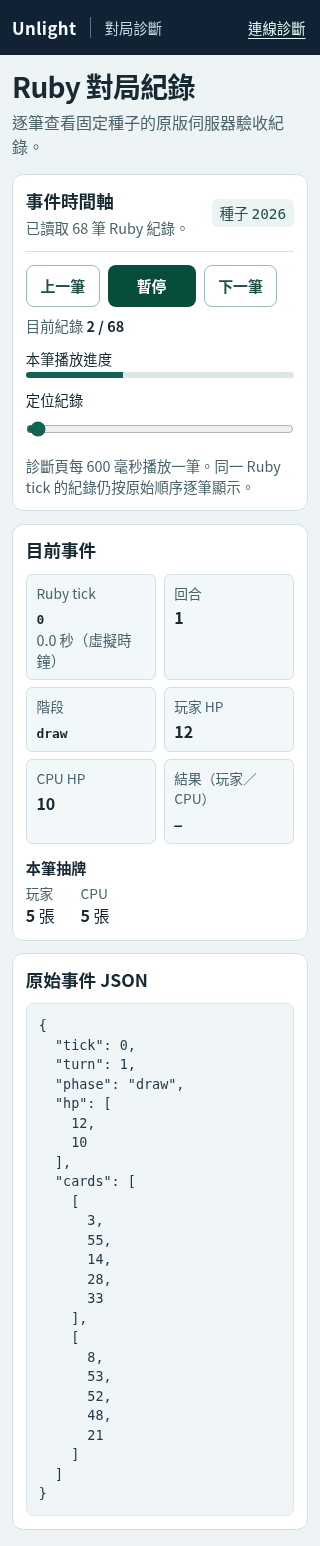 Unlight 對局診斷 連線診斷
Ruby 對局紀錄
逐筆查看固定種子的原版伺服器驗收紀
錄。
事件時間軸
已讀取 68 筆 Ruby 紀錄。
種子 2026
上一筆 暫停 下一筆
目前紀錄 2 / 68
本筆播放進度
定位紀錄
診斷頁每 600 毫秒播放一筆。同一 Ruby
tick 的紀錄仍按原始順序逐筆顯示。
目前事件
Ruby tick
0
0.0 秒（虛擬時
鐘）
回合
1
階段
draw
玩家 HP
12
CPU HP
10
結果（玩家／
CPU）
—
本筆抽牌
玩家 CPU
5 張 5 張
原始事件 JSON
{
  "tick": 0,
  "turn": 1,
  "phase": "draw",
  "hp": [
    12,
    10
  ],
  "cards": [
    [
      3,
      55,
      14,
      28,
      33
    ],
    [
      8,
      53,
      52,
      48,
      21
    ]
  ]
}